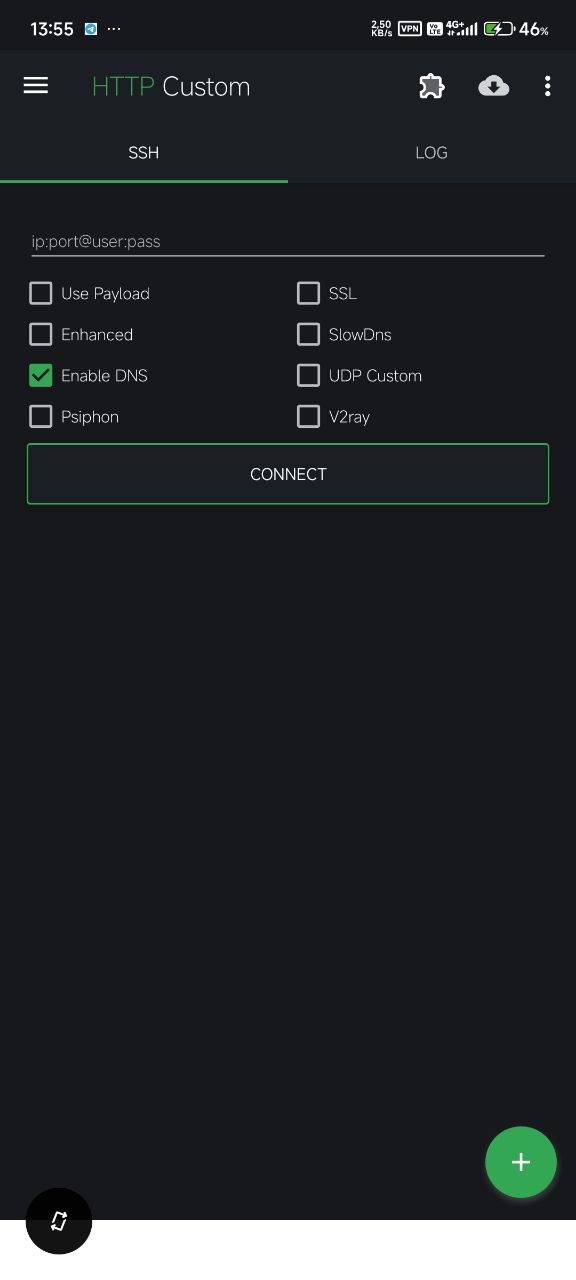 13:55 ... 2,50 KB/s VPN Vo LTE 4G+ 46%
HTTP Custom
SSH LOG
ip:port@user:pass
Use Payload SSL
Enhanced SlowDns
Enable DNS UDP Custom
Psiphon V2ray
CONNECT
+